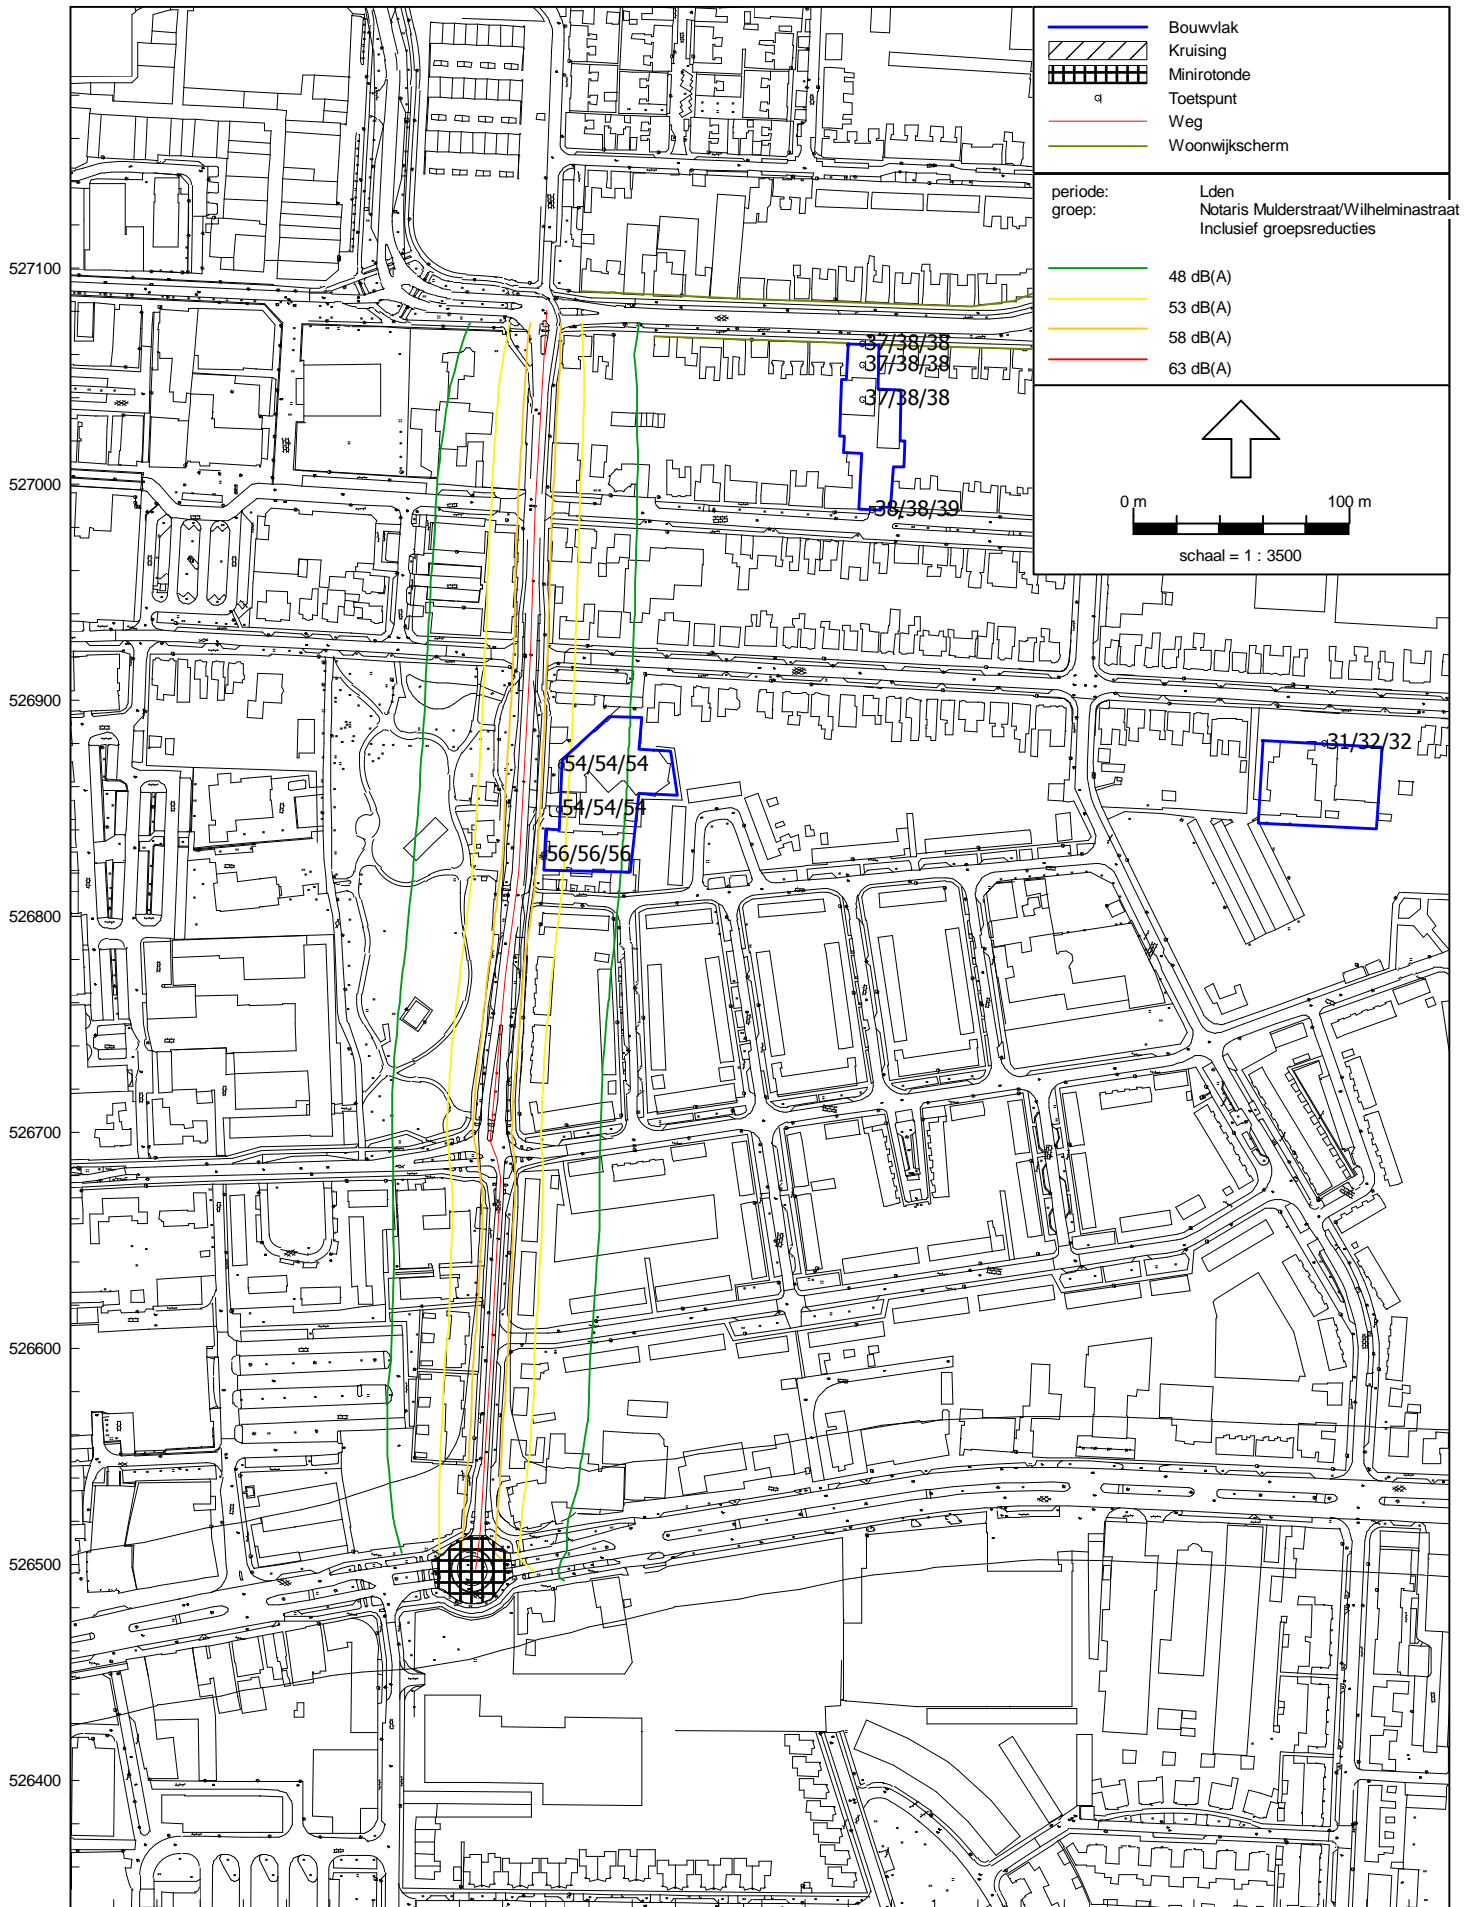 Bouwvlak
Kruising
Minirotonde
Toetspunt
Weg
Woonwijkscherm
periode: Lden
groep: Notaris Mulderstraat/Wilhelminastraat
Inclusief groepsreducties
48 dB(A)
53 dB(A)
58 dB(A)
63 dB(A)
0 m 100 m
schaal = 1 : 3500
527100
37/38/38
37/38/38
37/38/38
527000
38/38/39
526900
31/32/32
54/54/54
54/54/54
56/56/56
526800
526700
526600
526500
526400